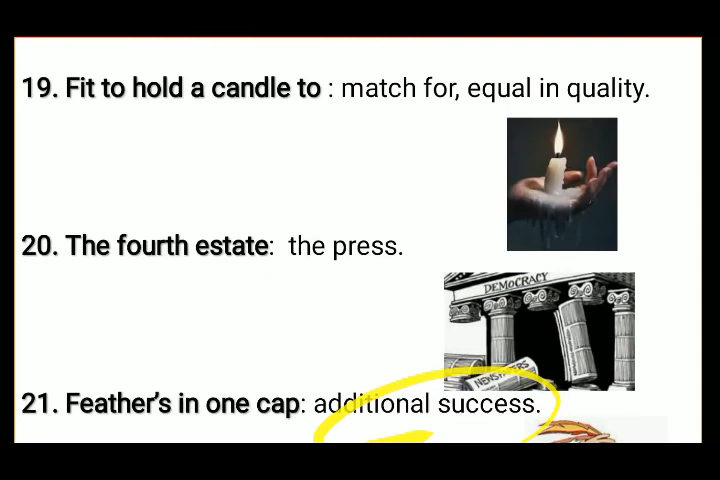 19. Fit to hold a candle to : match for, equal in quality.
20. The fourth estate: the press.
DEMOCRACY
NEWSPAPERS
21. Feather's in one cap: additional success.